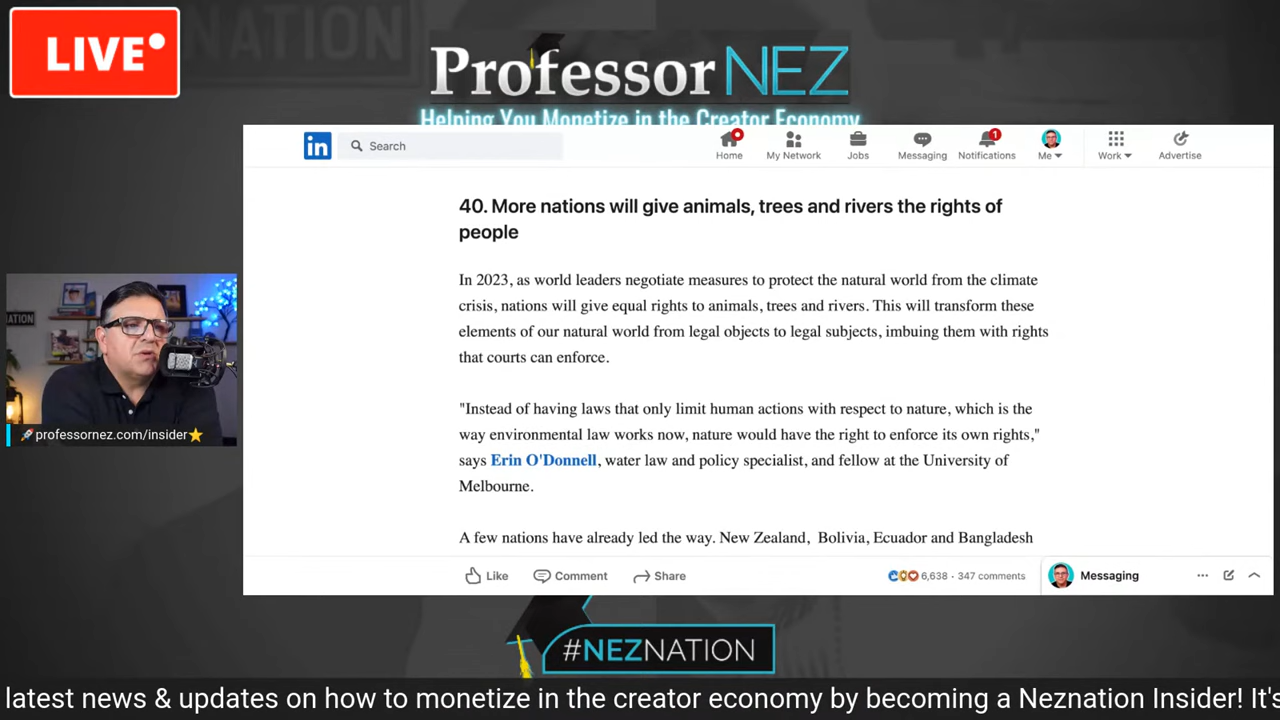 LIVE
NATION
Professor NEZ
Helping You Monetize in the Creator Economy
in
Search
Home
My Network
Jobs
Messaging
1
Notifications
Me
Work
Advertise
40. More nations will give animals, trees and rivers the rights of
people
In 2023, as world leaders negotiate measures to protect the natural world from the climate
crisis, nations will give equal rights to animals, trees and rivers. This will transform these
elements of our natural world from legal objects to legal subjects, imbuing them with rights
that courts can enforce.
"Instead of having laws that only limit human actions with respect to nature, which is the
way environmental law works now, nature would have the right to enforce its own rights,"
says Erin O'Donnell, water law and policy specialist, and fellow at the University of
Melbourne.
A few nations have already led the way. New Zealand,  Bolivia, Ecuador and Bangladesh
Like
Comment
Share
6,638 · 347 comments
Messaging
NATION
🚀professornez.com/insider⭐
#NEZNATION
latest news & updates on how to monetize in the creator economy by becoming a Neznation Insider! It's